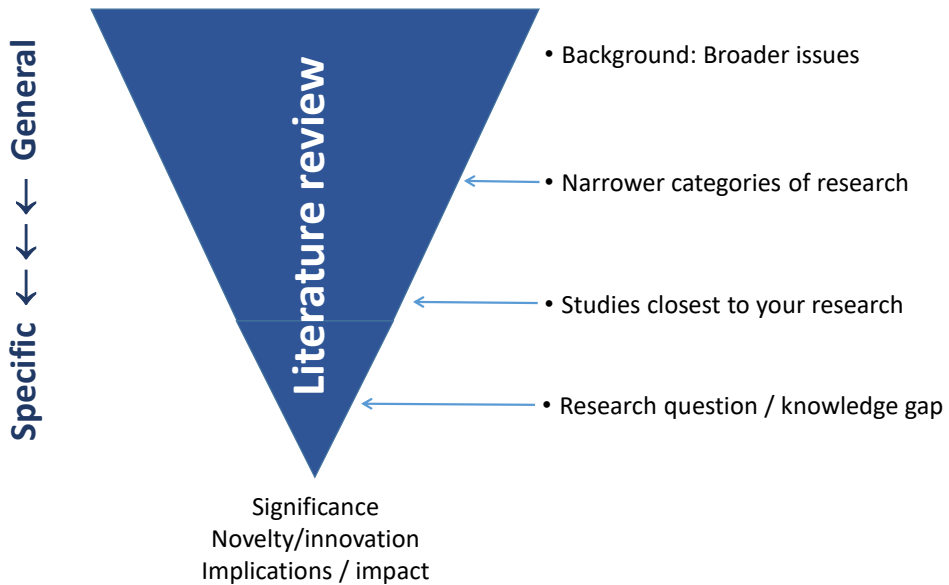 General
Specific
Literature review
• Background: Broader issues
• Narrower categories of research
• Studies closest to your research
• Research question / knowledge gap
Significance
Novelty/innovation
Implications / impact